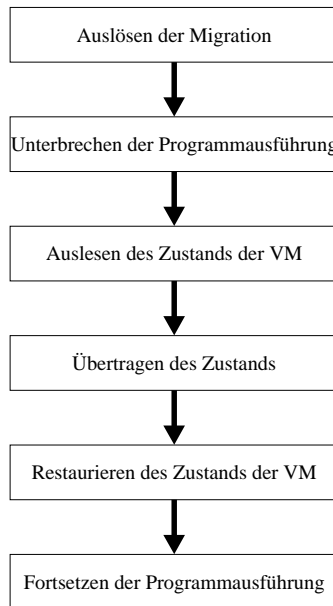 Auslösen der Migration
Unterbrechen der Programmausführung
Auslesen des Zustands der VM
Übertragen des Zustands
Restaurieren des Zustands der VM
Fortsetzen der Programmausführung